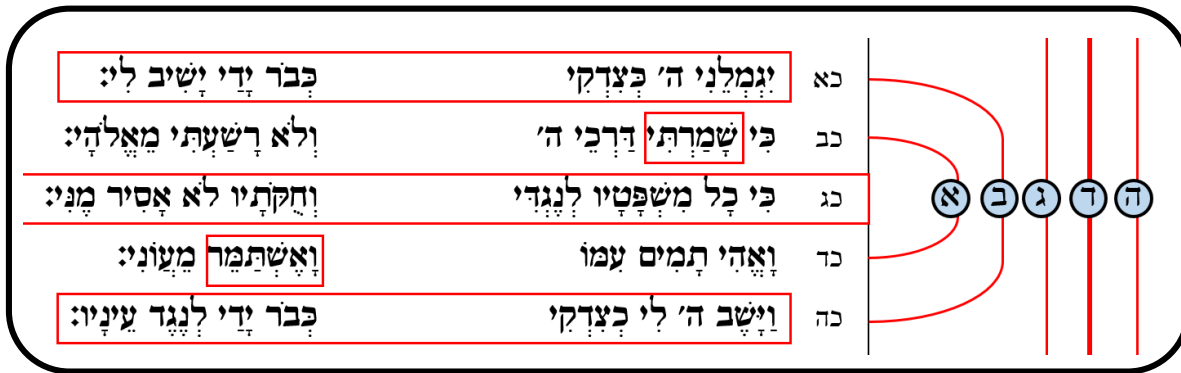 כא יִגְמְלֵנִי ה׳ כְּצִדְקִי כְּבֹר יָדַי יָשִׁיב לִי׃
כב כִּי שָׁמַרְתִּי דַּרְכֵי ה׳ וְלֹא רָשַׁעְתִּי מֵאֱלֹהָי׃
כג כִּי כָל מִשְׁפָּטָיו לְנֶגְדִּי וְחֻקֹּתָיו לֹא אָסִיר מֶנִּי׃
ה ד ג ב א
כד וָאֱהִי תָמִים עִמּוֹ וָאֶשְׁתַּמֵּר מֵעֲוֹנִי׃
כה וַיָּשֶׁב ה׳ לִי כְצִדְקִי כְּבֹר יָדַי לְנֶגֶד עֵינָיו׃